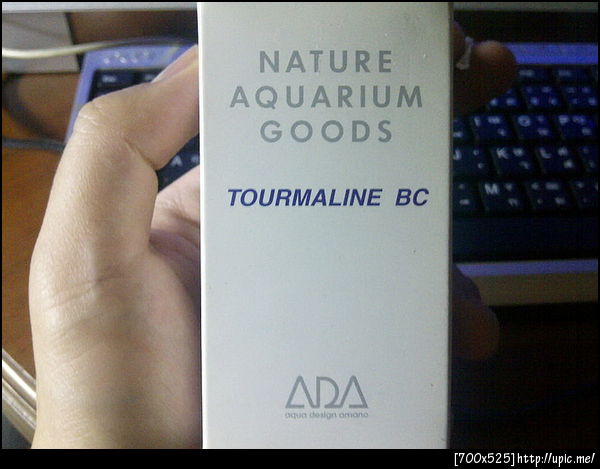 NATURE
AQUARIUM
GOODS
TOURMALINE BC
ADA
aqua design amano
[700x525]http://upic.me/